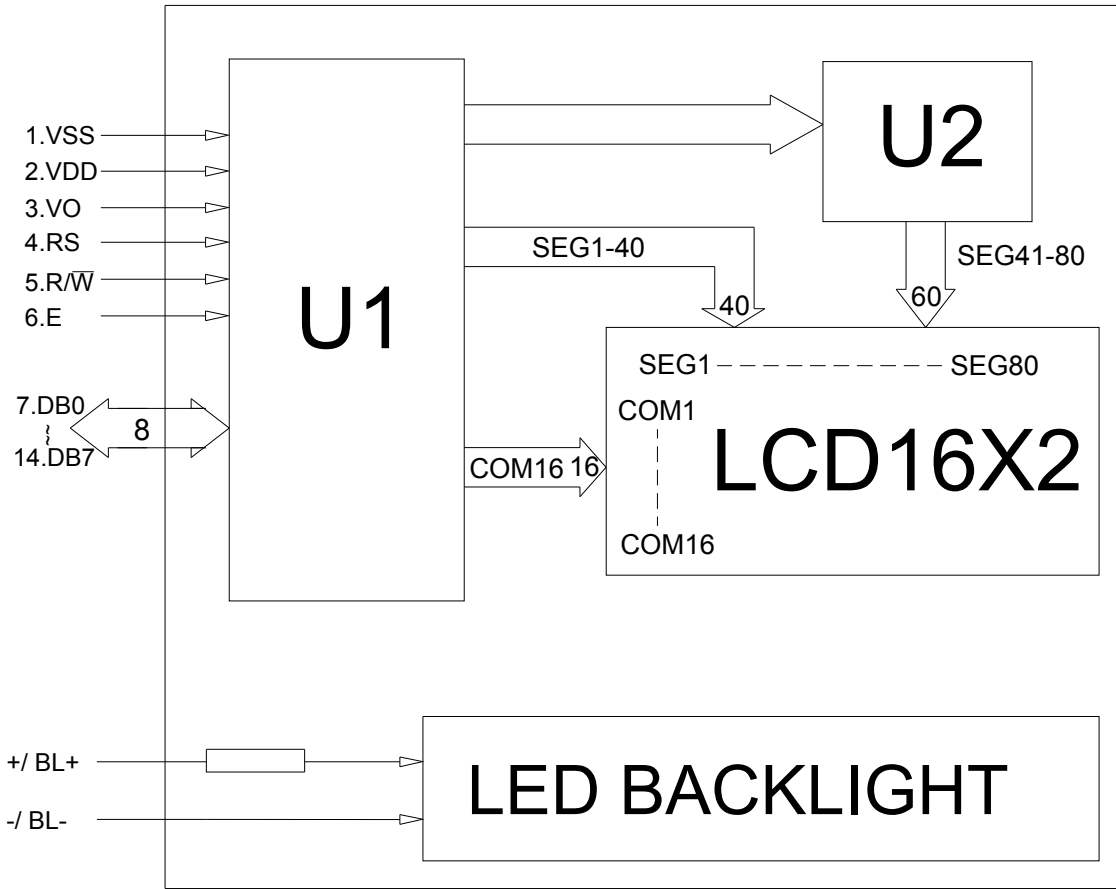 1.VSS
2.VDD
3.VO
4.RS
5.R/W̅
6.E
7.DB0
~
14.DB7
8
U1
U2
SEG1-40
40
SEG41-80
60
SEG1
SEG80
COM1
COM16
LCD16X2
COM16 16
+/ BL+
-/ BL-
LED BACKLIGHT